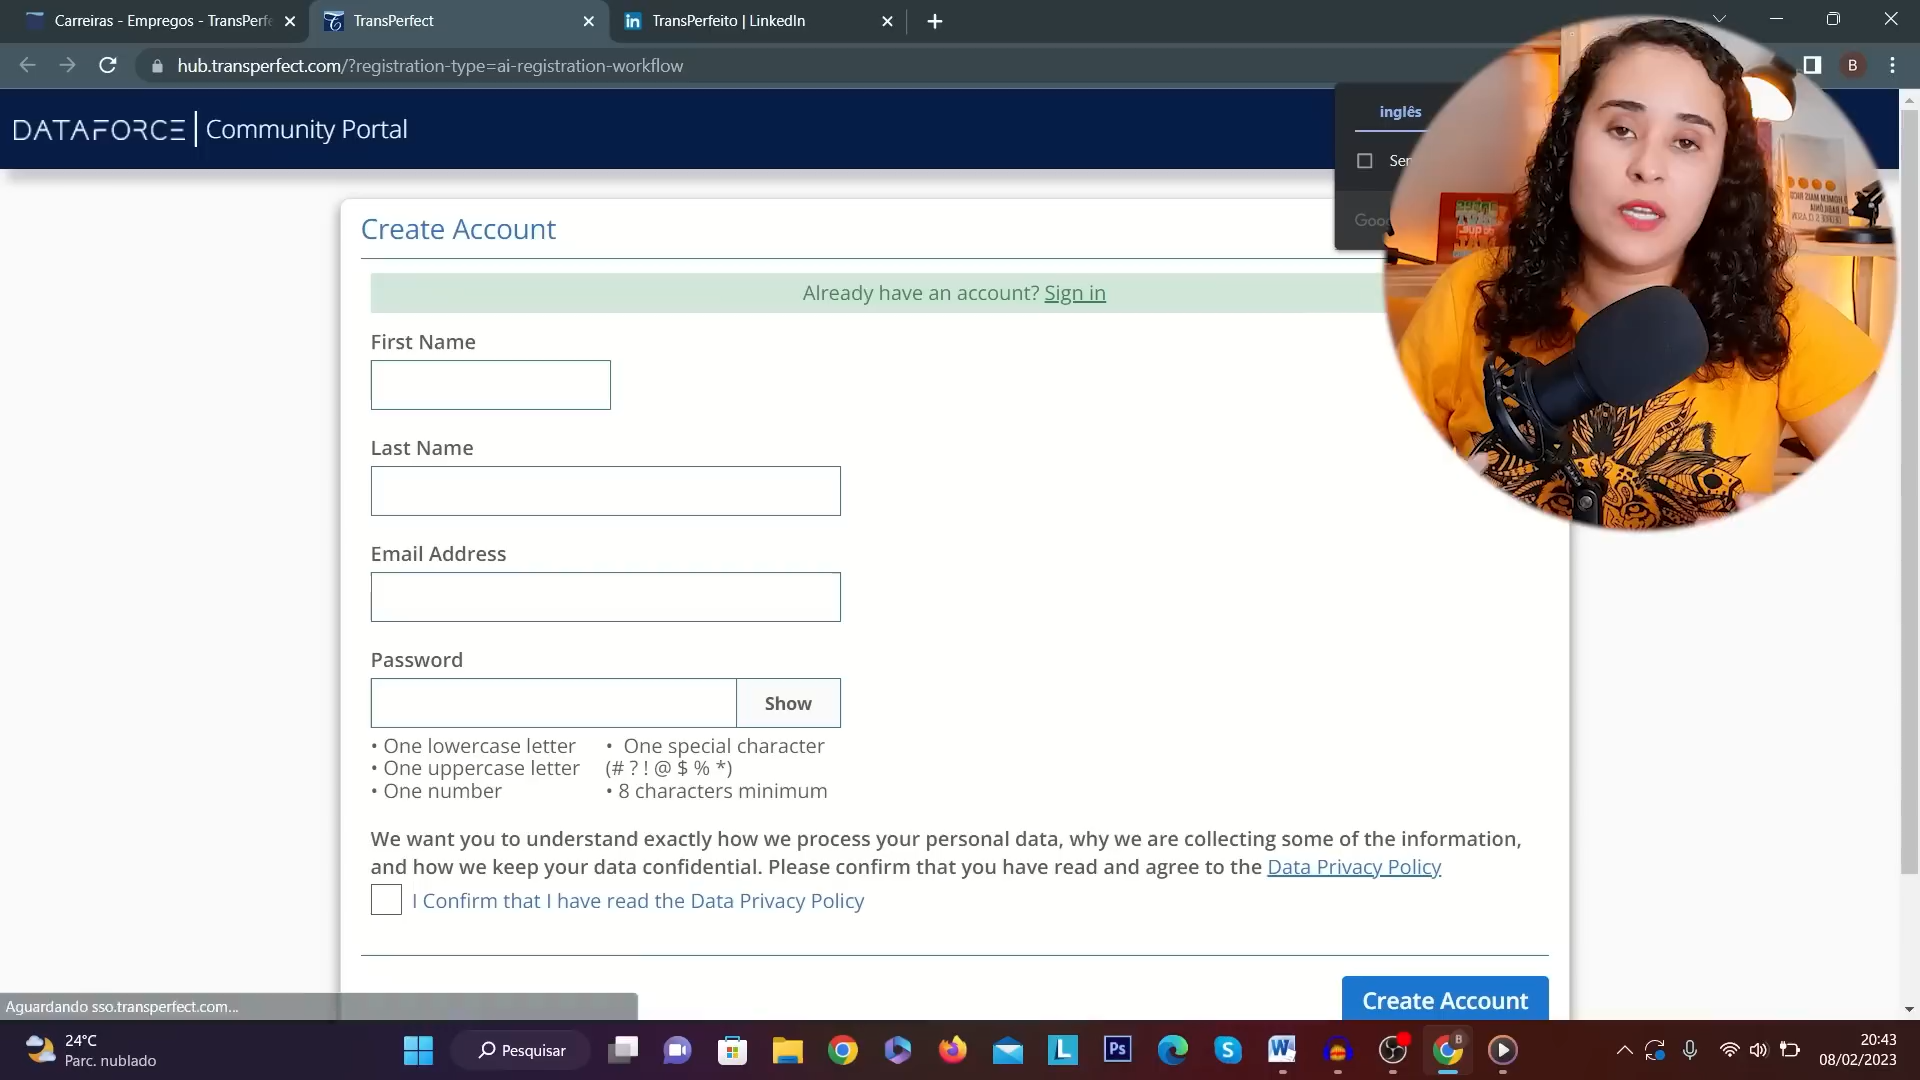 Carreiras - Empregos - TransPerfe
TransPerfect
TransPerfeito | LinkedIn
hub.transperfect.com/?registration-type=ai-registration-workflow
B
DATAFORCE | Community Portal
inglês
Ser
Goo
Create Account
Already have an account? Sign in
First Name
Last Name
Email Address
Password
Show
• One lowercase letter
• One uppercase letter
• One number
• One special character
(# ? ! @ $ % *)
• 8 characters minimum
We want you to understand exactly how we process your personal data, why we are collecting some of the information,
and how we keep your data confidential. Please confirm that you have read and agree to the Data Privacy Policy
I Confirm that I have read the Data Privacy Policy
Create Account
Aguardando sso.transperfect.com...
24°C
Parc. nublado
Pesquisar
L
Ps
20:43
08/02/2023